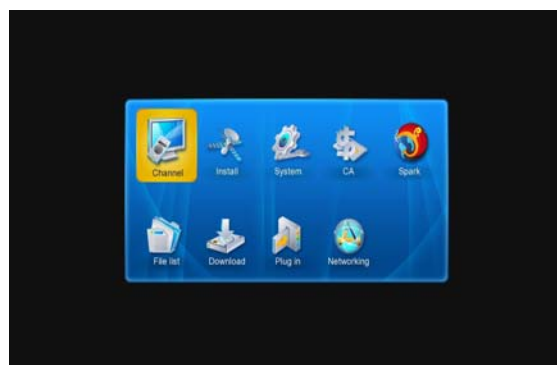 Channel
Install
System
CA
Spark
File list
Download
Plug in
Networking